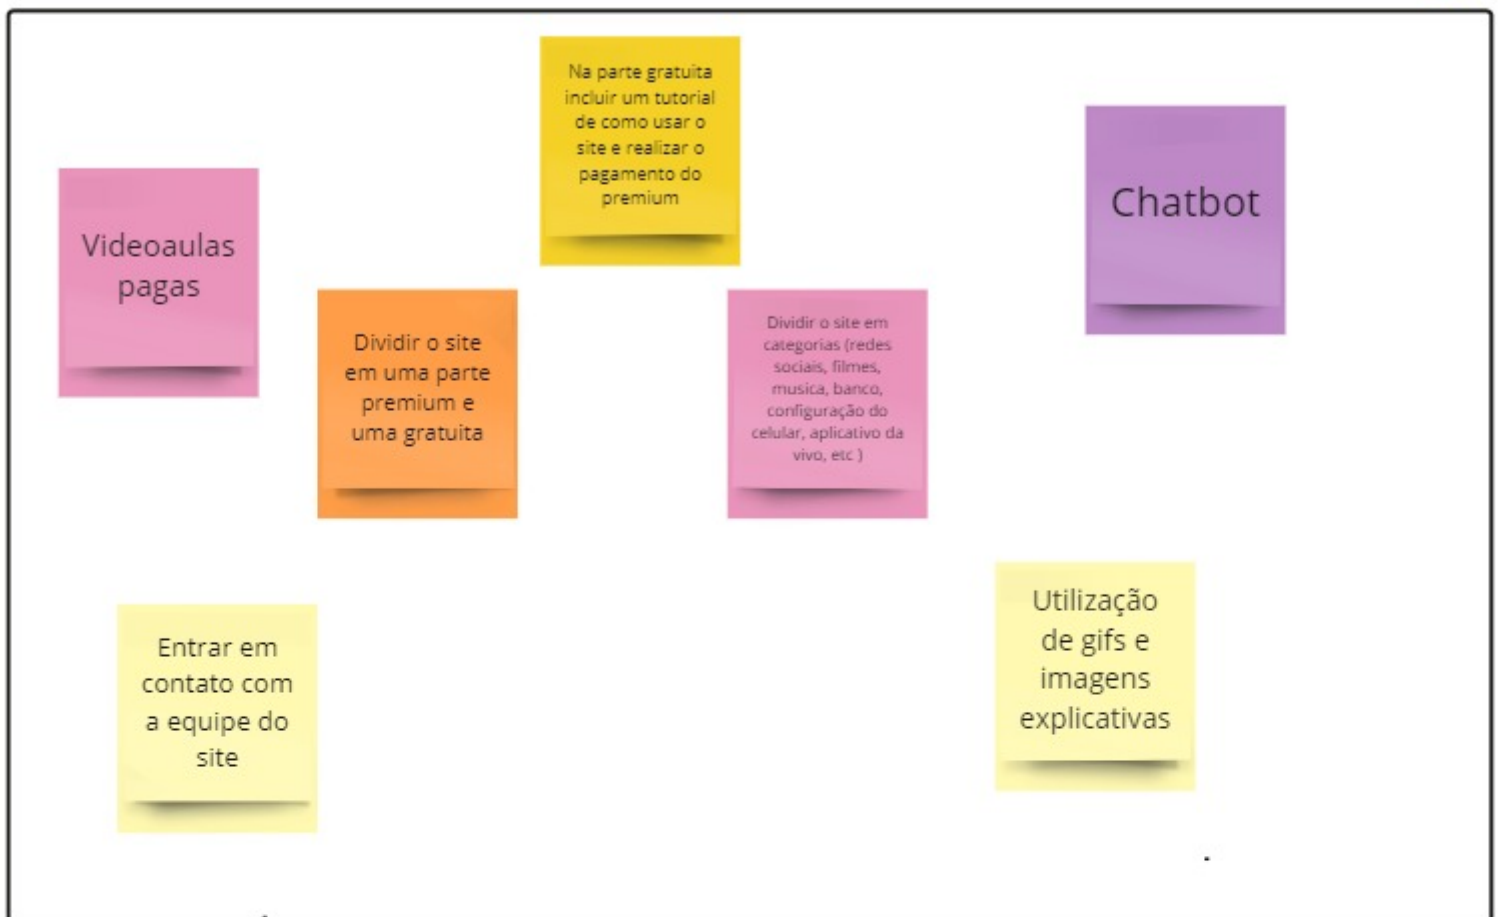 Na parte gratuita
incluir um tutorial
de como usar o
site e realizar o
pagamento do
premium
Chatbot
Videoaulas
pagas
Dividir o site
em uma parte
premium e
uma gratuita
Dividir o site em
categorias (redes
sociais, filmes,
musica, banco,
configuração do
celular, aplicativo da
vivo, etc )
Entrar em
contato com
a equipe do
site
Utilização
de gifs e
imagens
explicativas
.